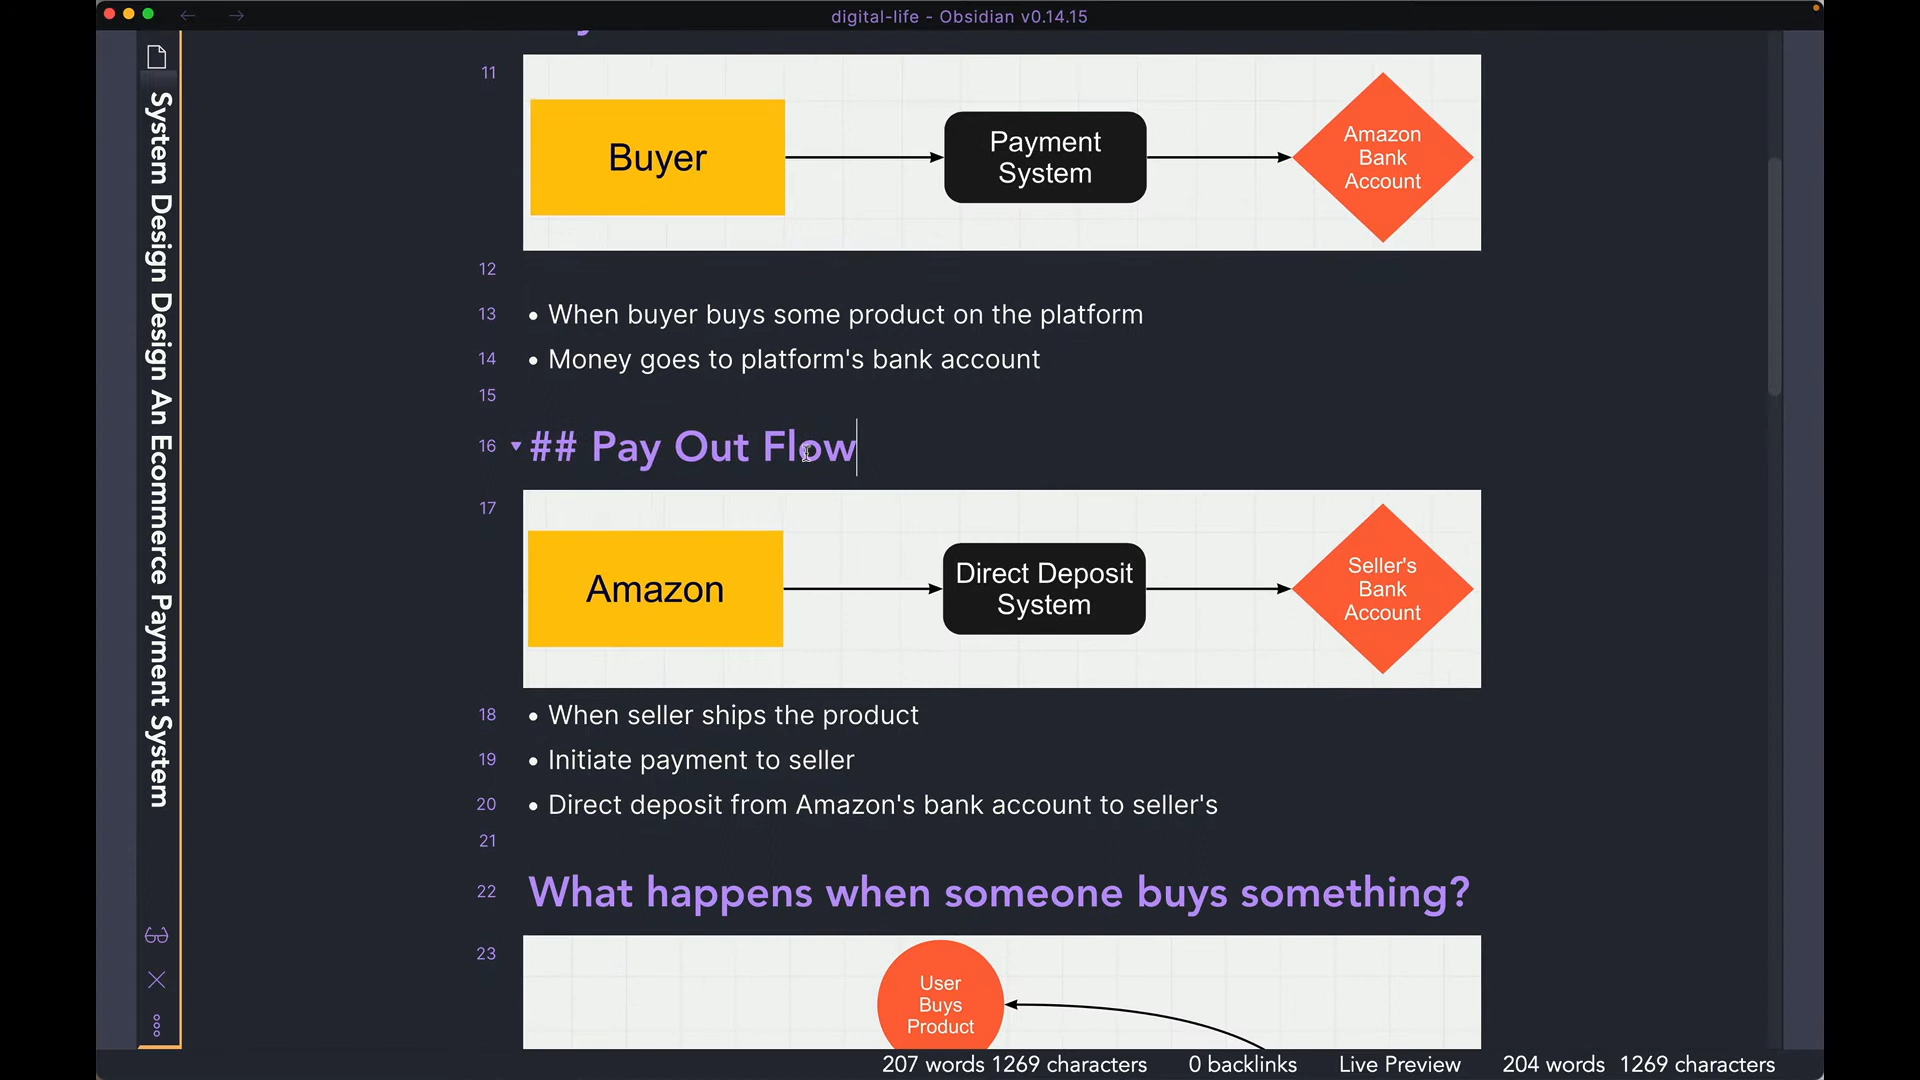 digital-life - Obsidian v0.14.15
System Design Design An Ecommerce Payment System
11
Buyer
Payment
System
Amazon
Bank
Account
12
13
• When buyer buys some product on the platform
14
• Money goes to platform's bank account
15
16
## Pay Out Flow
17
Amazon
Direct Deposit
System
Seller's
Bank
Account
18
• When seller ships the product
19
• Initiate payment to seller
20
• Direct deposit from Amazon's bank account to seller's
21
22
What happens when someone buys something?
23
User
Buys
Product
207 words 1269 characters
0 backlinks
Live Preview
204 words
1269 characters